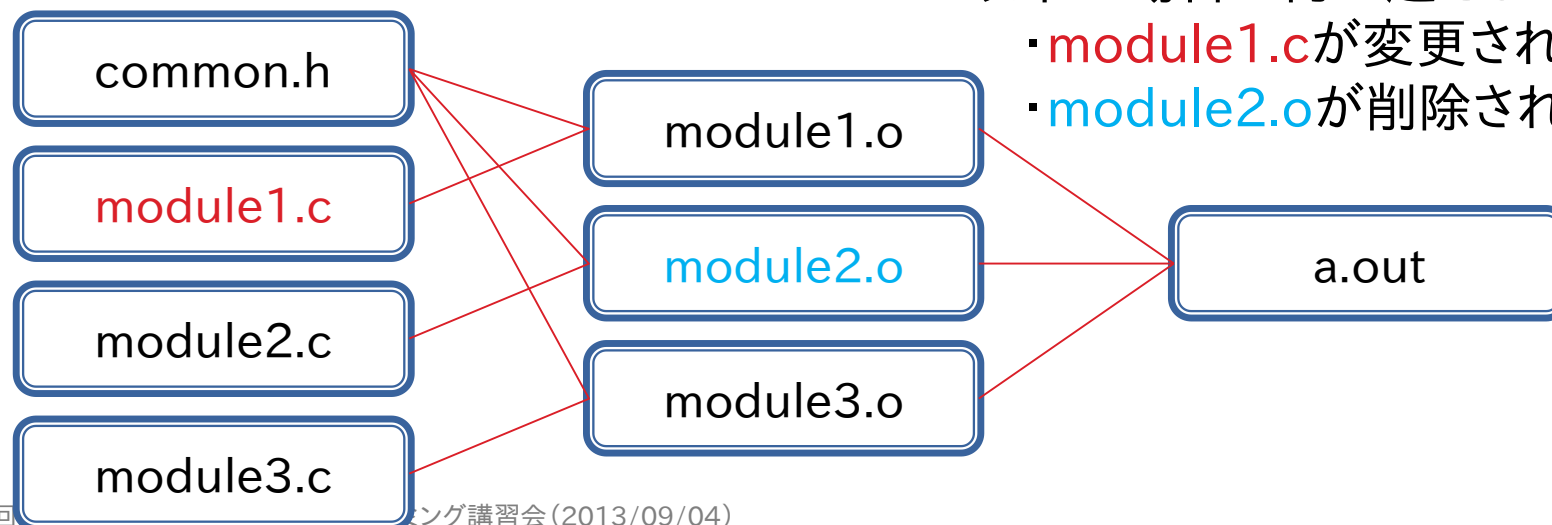 common.h
module1.c
module2.c
module3.c
module1.o
module2.o
module3.o
a.out
・module1.cが変更され
・module2.oが削除され
ング講習会(2013/09/04)